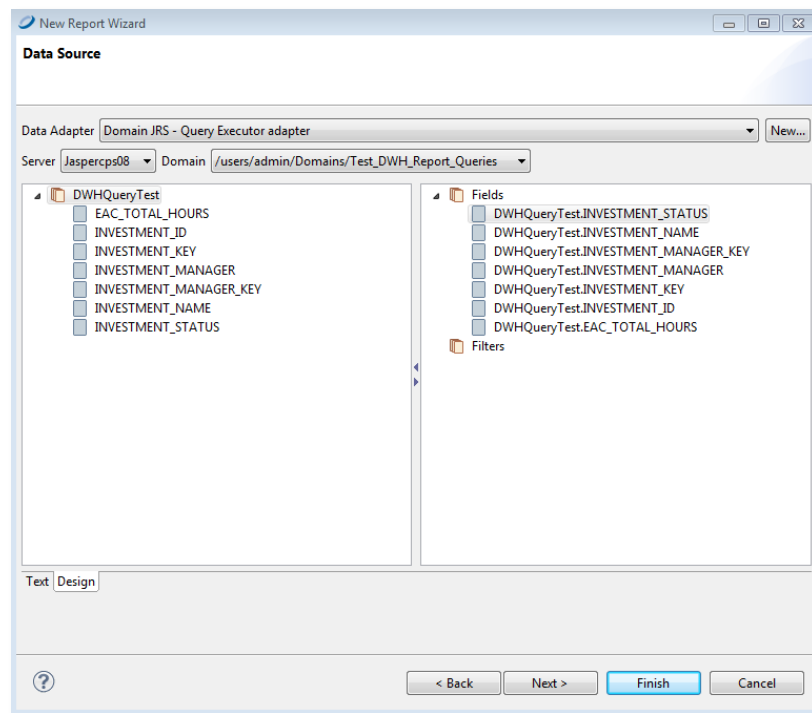 New Report Wizard
Data Source
Data Adapter Domain JRS - Query Executor adapter New...
Server Jaspercps08 Domain /users/admin/Domains/Test_DWH_Report_Queries
DWHQueryTest
EAC_TOTAL_HOURS
INVESTMENT_ID
INVESTMENT_KEY
INVESTMENT_MANAGER
INVESTMENT_MANAGER_KEY
INVESTMENT_NAME
INVESTMENT_STATUS
Fields
DWHQueryTest.INVESTMENT_STATUS
DWHQueryTest.INVESTMENT_NAME
DWHQueryTest.INVESTMENT_MANAGER_KEY
DWHQueryTest.INVESTMENT_MANAGER
DWHQueryTest.INVESTMENT_KEY
DWHQueryTest.INVESTMENT_ID
DWHQueryTest.EAC_TOTAL_HOURS
Filters
Text Design
? < Back Next > Finish Cancel